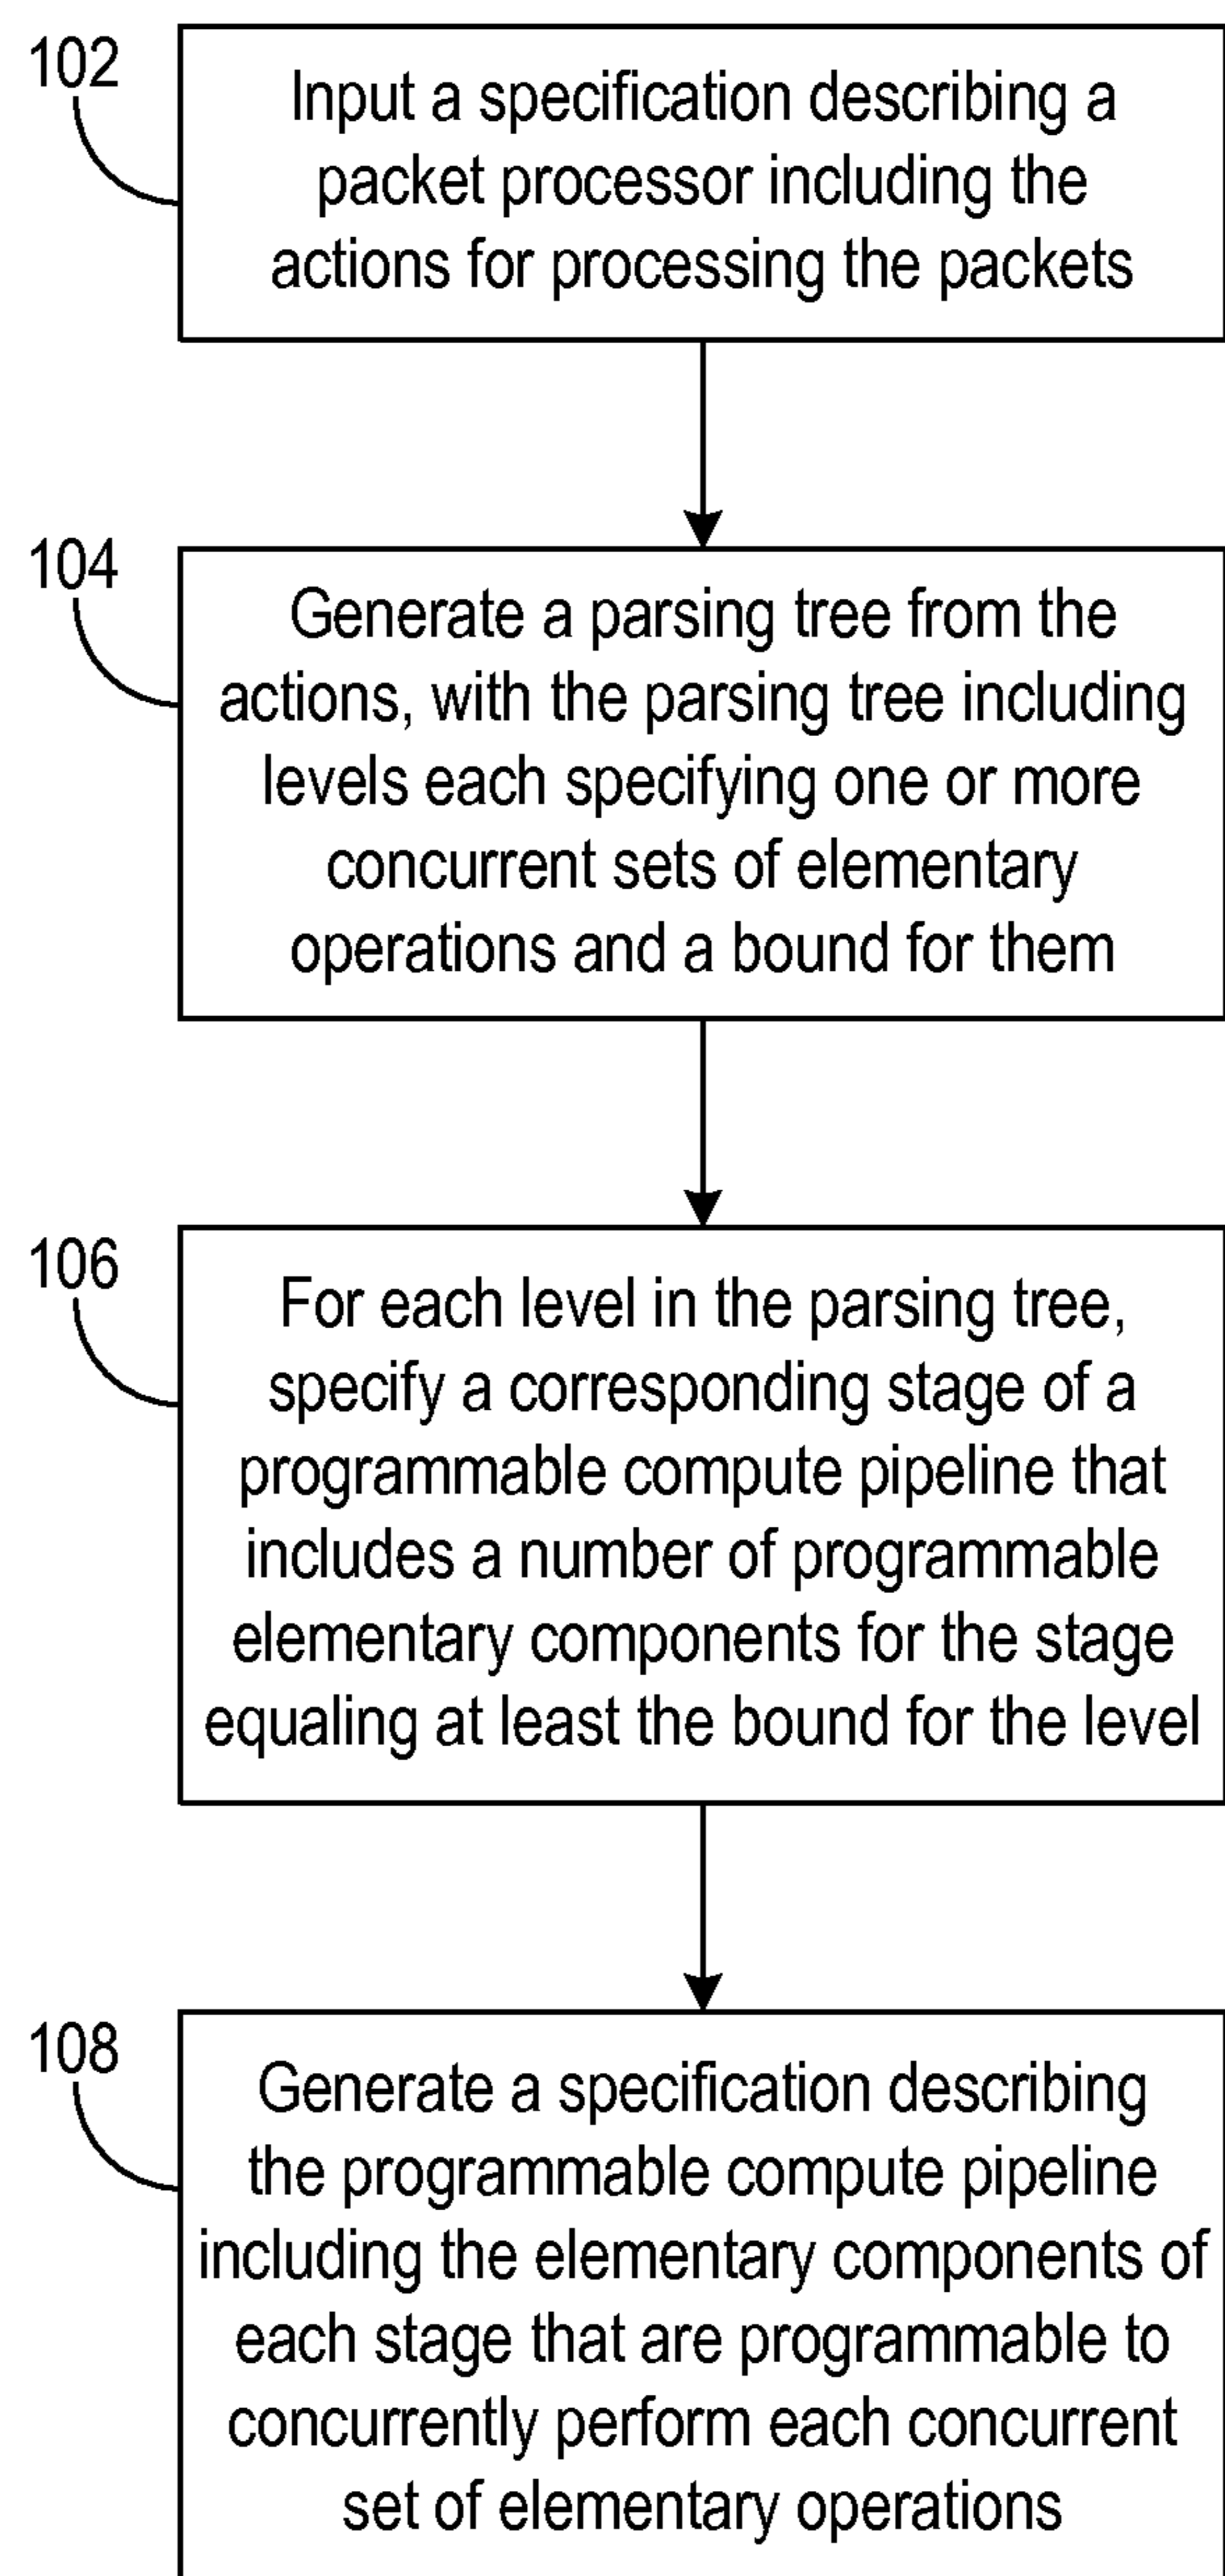 102
Input a specification describing a
packet processor including the
actions for processing the packets
104
Generate a parsing tree from the
actions, with the parsing tree including
levels each specifying one or more
concurrent sets of elementary
operations and a bound for them
106
For each level in the parsing tree,
specify a corresponding stage of a
programmable compute pipeline that
includes a number of programmable
elementary components for the stage
equaling at least the bound for the level
108
Generate a specification describing
the programmable compute pipeline
including the elementary components of
each stage that are programmable to
concurrently perform each concurrent
set of elementary operations